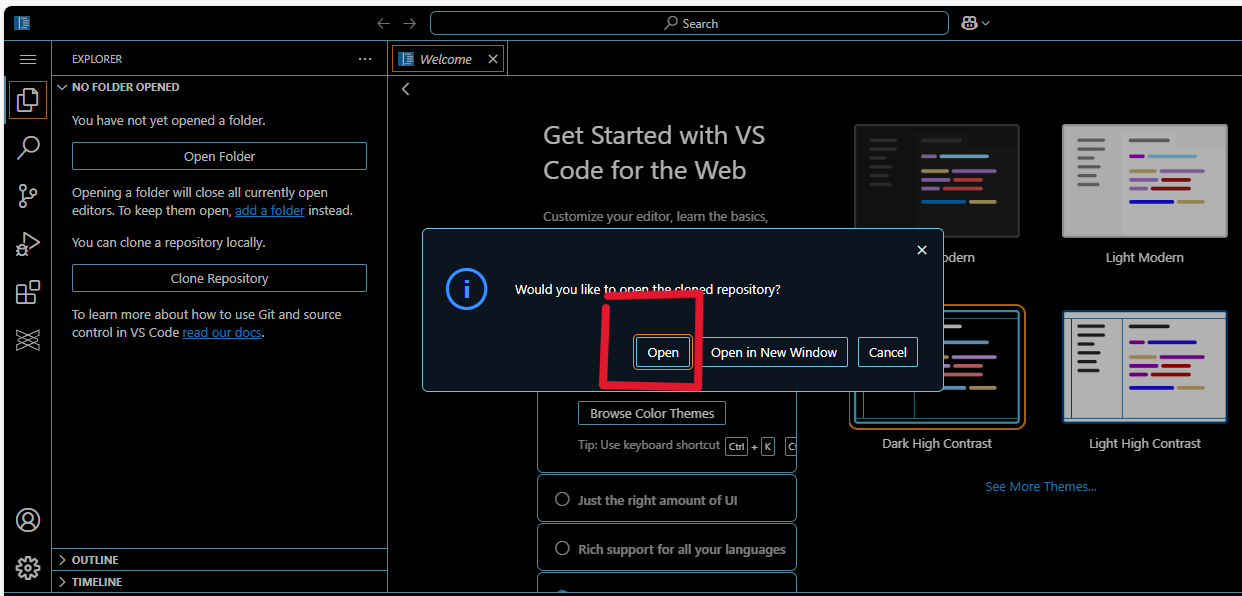 Search
EXPLORER
Welcome
NO FOLDER OPENED
You have not yet opened a folder.
Open Folder
Opening a folder will close all currently open
editors. To keep them open, add a folder instead.
You can clone a repository locally.
Clone Repository
To learn more about how to use Git and source
control in VS Code read our docs.
OUTLINE
TIMELINE
Get Started with VS
Code for the Web
Customize your editor, learn the basics,
Would you like to open the cloned repository?
Open
Open in New Window
Cancel
Browse Color Themes
Tip: Use keyboard shortcut Ctrl + K
Just the right amount of UI
Rich support for all your languages
Light Modern
Dark High Contrast
Light High Contrast
See More Themes...